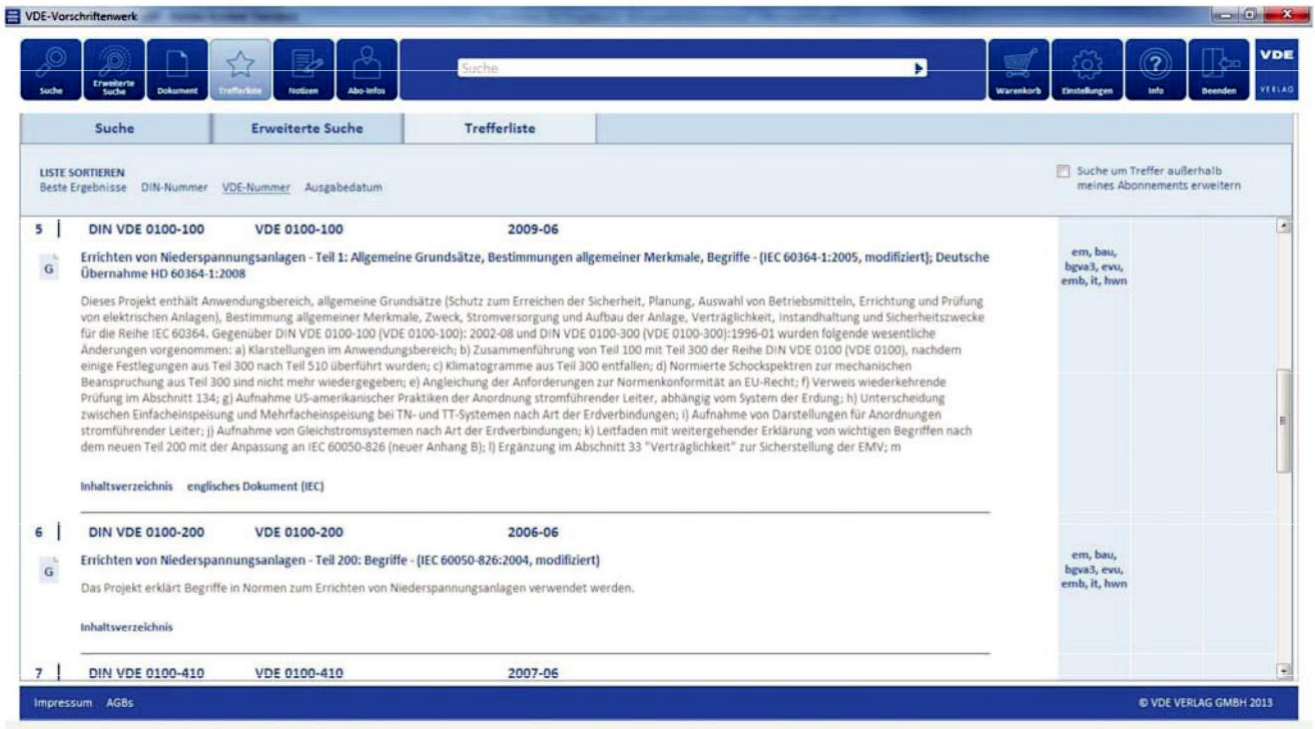 VDE-Vorschriftenwerk
Suche
Erweiterte Suche
Dokument
Trefferliste
Notizen
Abo-Infos
Suche
Warenkorb
Einstellungen
Info
Beenden
VDE
VERLAG
Suche Erweiterte Suche Trefferliste
LISTE SORTIEREN
Beste Ergebnisse DIN-Nummer VDE-Nummer Ausgabedatum
Suche um Treffer außerhalb
meines Abonnements erweitern
5 DIN VDE 0100-100 VDE 0100-100 2009-06
G
Errichten von Niederspannungsanlagen - Teil 1: Allgemeine Grundsätze, Bestimmungen allgemeiner Merkmale, Begriffe - (IEC 60364-1:2005, modifiziert); Deutsche
Übernahme HD 60364-1:2008
em, bau,
bgva3, evu,
emb, it, hwn
Dieses Projekt enthält Anwendungsbereich, allgemeine Grundsätze (Schutz zum Erreichen der Sicherheit, Planung, Auswahl von Betriebsmitteln, Errichtung und Prüfung
von elektrischen Anlagen), Bestimmung allgemeiner Merkmale, Zweck, Stromversorgung und Aufbau der Anlage, Verträglichkeit, Instandhaltung und Sicherheitszwecke
für die Reihe IEC 60364. Gegenüber DIN VDE 0100-100 (VDE 0100-100): 2002-08 und DIN VDE 0100-300 (VDE 0100-300):1996-01 wurden folgende wesentliche
Änderungen vorgenommen: a) Klarstellungen im Anwendungsbereich; b) Zusammenführung von Teil 100 mit Teil 300 der Reihe DIN VDE 0100 (VDE 0100), nachdem
einige Festlegungen aus Teil 300 nach Teil 510 überführt wurden; c) Klimatogramme aus Teil 300 entfallen; d) Normierte Schockspektren zur mechanischen
Beanspruchung aus Teil 300 sind nicht mehr wiedergegeben; e) Angleichung der Anforderungen zur Normenkonformität an EU-Recht; f) Verweis wiederkehrende
Prüfung im Abschnitt 134; g) Aufnahme US-amerikanischer Praktiken der Anordnung stromführender Leiter, abhängig vom System der Erdung; h) Unterscheidung
zwischen Einfacheinspeisung und Mehrfacheinspeisung bei TN- und TT-Systemen nach Art der Erdverbindungen; i) Aufnahme von Darstellungen für Anordnungen
stromführender Leiter; j) Aufnahme von Gleichstromsystemen nach Art der Erdverbindungen; k) Leitfaden mit weitergehender Erklärung von wichtigen Begriffen nach
dem neuen Teil 200 mit der Anpassung an IEC 60050-826 (neuer Anhang B); l) Ergänzung im Abschnitt 33 "Verträglichkeit" zur Sicherstellung der EMV; m
Inhaltsverzeichnis englisches Dokument (IEC)
6 DIN VDE 0100-200 VDE 0100-200 2006-06
G
Errichten von Niederspannungsanlagen - Teil 200: Begriffe - (IEC 60050-826:2004, modifiziert)
em, bau,
bgva3, evu,
emb, it, hwn
Das Projekt erklärt Begriffe in Normen zum Errichten von Niederspannungsanlagen verwendet werden.
Inhaltsverzeichnis
7 DIN VDE 0100-410 VDE 0100-410 2007-06
Impressum AGBs
© VDE VERLAG GMBH 2013